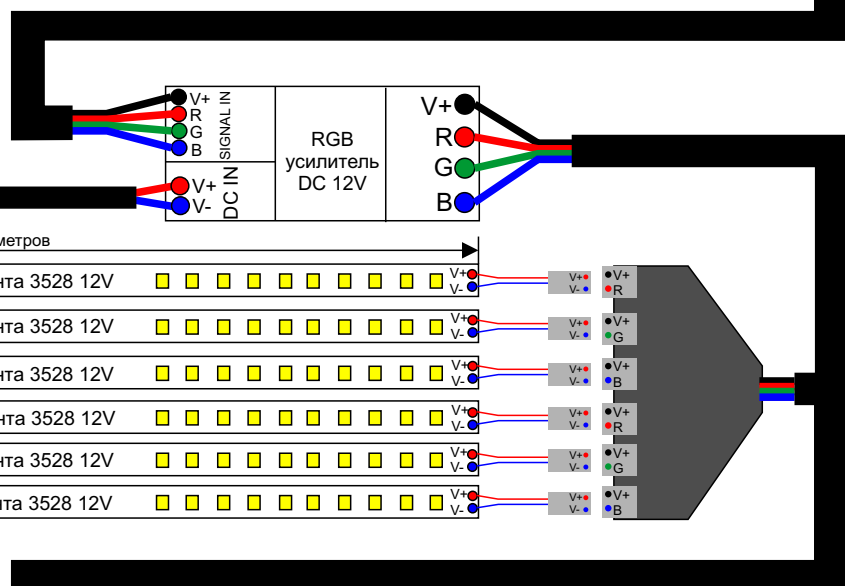 V+
R
G
B
SIGNAL IN
V+
V-
DC IN
RGB
усилитель
DC 12V
V+
R
G
B
метров
нта 3528 12V
V+
V-
V+
V-
V+
R
нта 3528 12V
V+
V-
V+
V-
V+
G
нта 3528 12V
V+
V-
V+
V-
V+
B
нта 3528 12V
V+
V-
V+
V-
V+
R
нта 3528 12V
V+
V-
V+
V-
V+
G
нта 3528 12V
V+
V-
V+
V-
V+
B